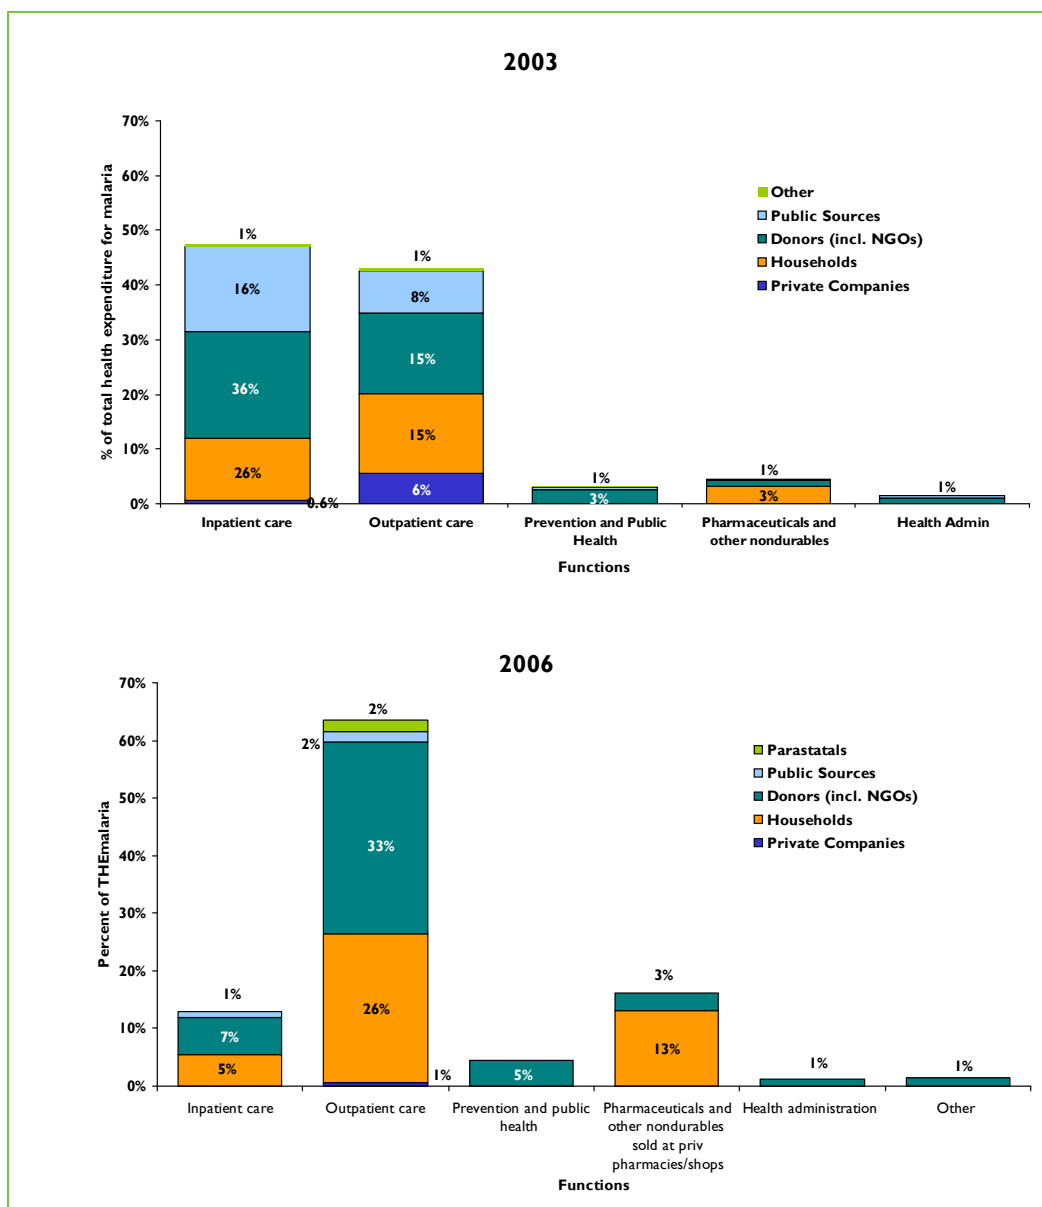 2003
70%
60%
50%
40%
30%
20%
10%
0%
% of total health expenditure for malaria
Other
Public Sources
Donors (incl. NGOs)
Households
Private Companies
1%
16%
36%
26%
0.6%
1%
8%
15%
15%
6%
1%
3%
1%
3%
1%
Inpatient care
Outpatient care
Prevention and Public
Health
Pharmaceuticals and
other nondurables
Health Admin
Functions
2006
70%
60%
50%
40%
30%
20%
10%
0%
Percent of THEmalaria
Parastatals
Public Sources
Donors (incl. NGOs)
Households
Private Companies
1%
7%
5%
2%
2%
33%
26%
1%
5%
3%
13%
1%
1%
Inpatient care
Outpatient care
Prevention and public
health
Pharmaceuticals and
other nondurables
sold at priv
pharmacies/shops
Health administration
Other
Functions